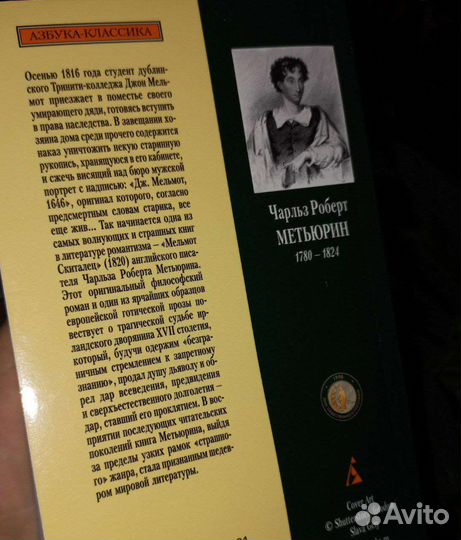 АЗБУКА-КЛАССИКА
Осенью 1816 года студент дублин-
ского Тринити-колледжа Джон Мель-
мот приезжает в поместье своего
умирающего дяди, готовясь вступить
в права наследства. В завещании хо-
зяина дома среди прочего содержится
наказ уничтожить некую старинную
рукопись, хранящуюся в его кабинете,
и сжечь висящий над бюро мужской
портрет с надписью: «Дж. Мельмот,
1646», оригинал которого, согласно
предсмертным словам старика, все
еще жив... Так начинается одна из
самых волнующих и страшных книг
в литературе романтизма – «Мельмот
Скиталец» (1820) английского писа-
теля Чарльза Роберта Метьюрина.
Этот оригинальный философский
роман и один из ярчайших образцов
европейской готической прозы по-
вествует о трагической судьбе ир-
ландского дворянина XVII столетия,
который, будучи одержим «безгра-
ничным стремлением к запретному
знанию», продал душу дьяволу и об-
рел дар всеведения, предвидения
и сверхъестественного долголетия –
дар, ставший его проклятием. В вос-
приятии последующих читательских
поколений книга Метьюрина, выйдя
за пределы узких рамок «страшно-
го» жанра, стала признанным шедев-
ром мировой литературы.
Чарльз Роберт
МЕТЬЮРИН
1780 – 1824
Cover Art
© Shutte
Slava Ger
Avito